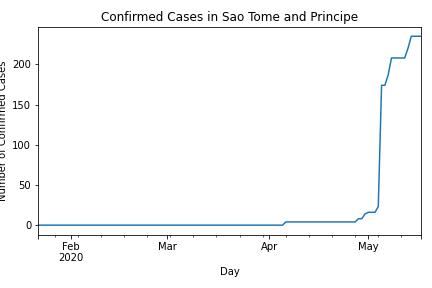 Confirmed Cases in Sao Tome and Principe
Number of Confirmed Cases
200
150
100
50
0
Feb
2020
Mar
Apr
May
Day